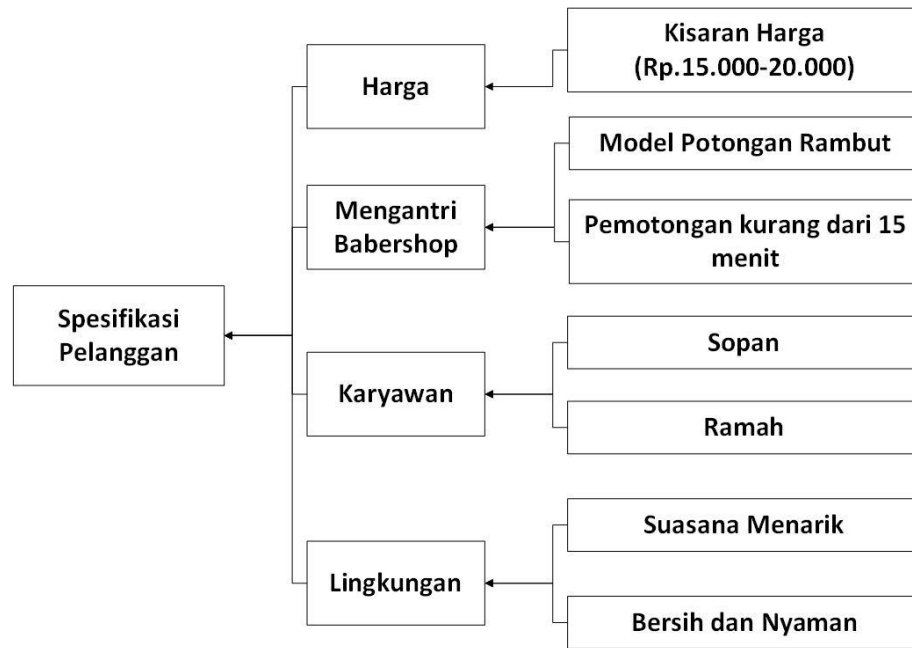 Kisaran Harga
(Rp.15.000-20.000)
Harga
Model Potongan Rambut
Mengantri
Babershop
Pemotongan kurang dari 15
menit
Spesifikasi
Pelanggan
Sopan
Karyawan
Ramah
Suasana Menarik
Lingkungan
Bersih dan Nyaman